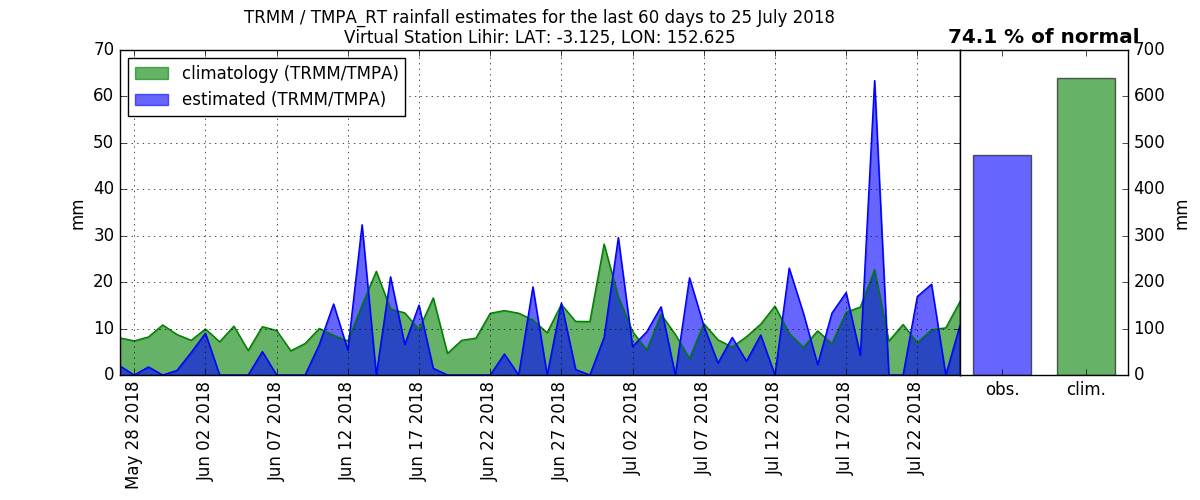 TRMM / TMPA_RT rainfall estimates for the last 60 days to 25 July 2018
Virtual Station Lihir: LAT: -3.125, LON: 152.625
74.1 % of normal
climatology (TRMM/TMPA)
estimated (TRMM/TMPA)
70
60
50
40
30
20
10
0
mm
May 28 2018
Jun 02 2018
Jun 07 2018
Jun 12 2018
Jun 17 2018
Jun 22 2018
Jun 27 2018
Jul 02 2018
Jul 07 2018
Jul 12 2018
Jul 17 2018
Jul 22 2018
obs.
clim.
700
600
500
400
300
200
100
0
mm